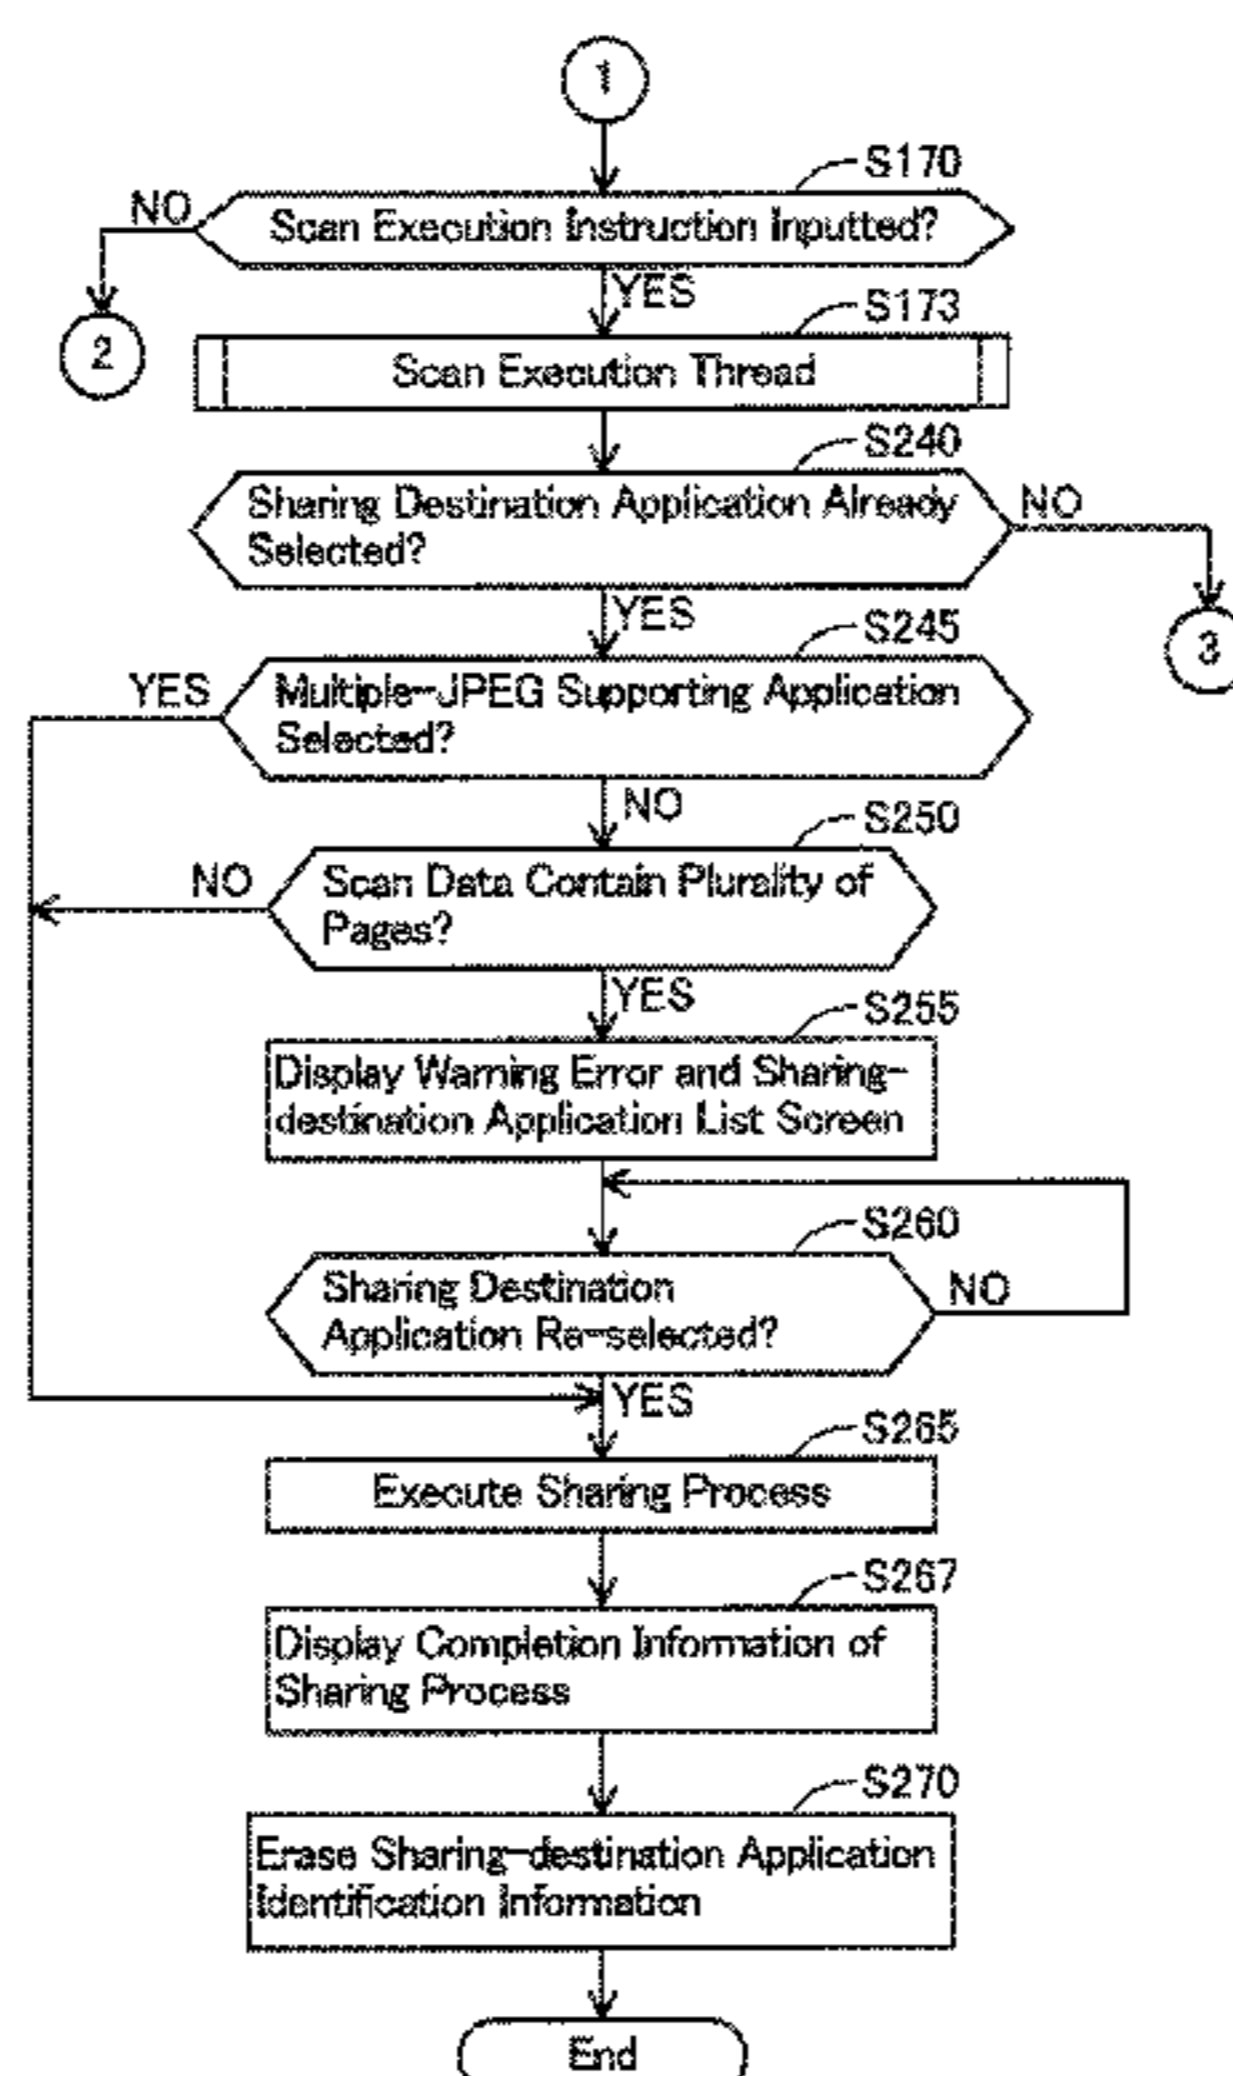 1
S170
NO
Scan Execution Instruction Inputted?
YES
2
S173
Scan Execution Thread
S240
Sharing Destination Application Already
Selected?
NO
YES
3
S245
YES
Multiple-JPEG Supporting Application
Selected?
NO
S250
NO
Scan Data Contain Plurality of
Pages?
YES
S255
Display Warning Error and Sharing-
destination Application List Screen
S260
Sharing Destination
Application Re-selected?
NO
YES
S265
Execute Sharing Process
S267
Display Completion Information of
Sharing Process
S270
Erase Sharing-destination Application
Identification Information
End